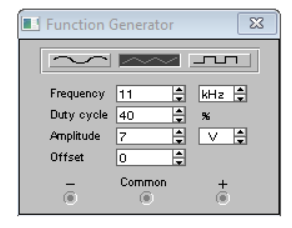 Function Generator
Frequency 11 kHz
Duty cycle 40 %
Amplitude 7 V
Offset 0
− Common +